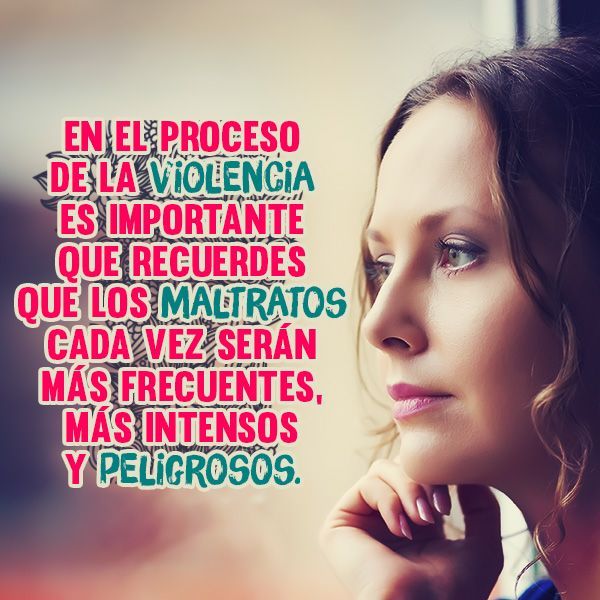 EN EL PROCESO
DE LA VIOLENCIA
ES IMPORTANTE
QUE RECUERDES
QUE LOS MALTRATOS
CADA VEZ SERÁN
MÁS FRECUENTES,
MÁS INTENSOS
Y PELIGROSOS.